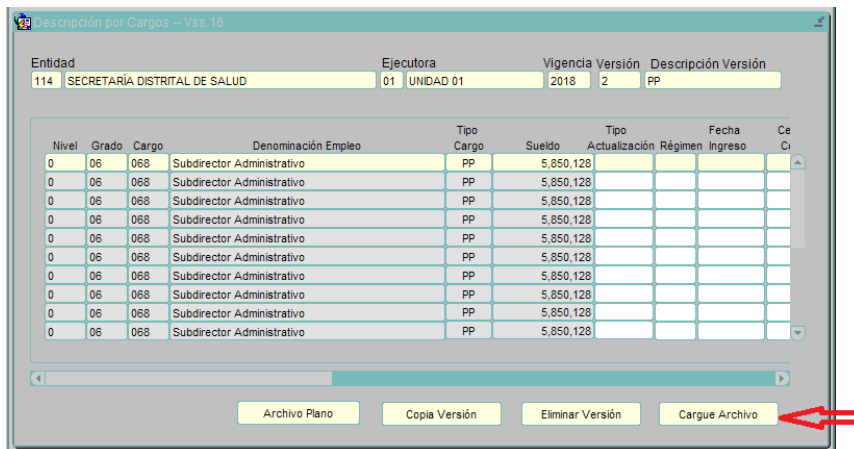 Descripción por Cargos -- Vss.16
Entidad Ejecutora Vigencia Versión Descripción Versión
114 SECRETARÍA DISTRITAL DE SALUD 01 UNIDAD 01 2018 2 PP
Tipo Tipo Fecha Ce
Nivel Grado Cargo Denominación Empleo Cargo Sueldo Actualización Régimen Ingreso
0 06 068 Subdirector Administrativo PP 5,850,128
0 06 068 Subdirector Administrativo PP 5,850,128
0 06 068 Subdirector Administrativo PP 5,850,128
0 06 068 Subdirector Administrativo PP 5,850,128
0 06 068 Subdirector Administrativo PP 5,850,128
0 06 068 Subdirector Administrativo PP 5,850,128
0 06 068 Subdirector Administrativo PP 5,850,128
0 06 068 Subdirector Administrativo PP 5,850,128
0 06 068 Subdirector Administrativo PP 5,850,128
0 06 068 Subdirector Administrativo PP 5,850,128
Archivo Plano Copia Versión Eliminar Versión Cargue Archivo